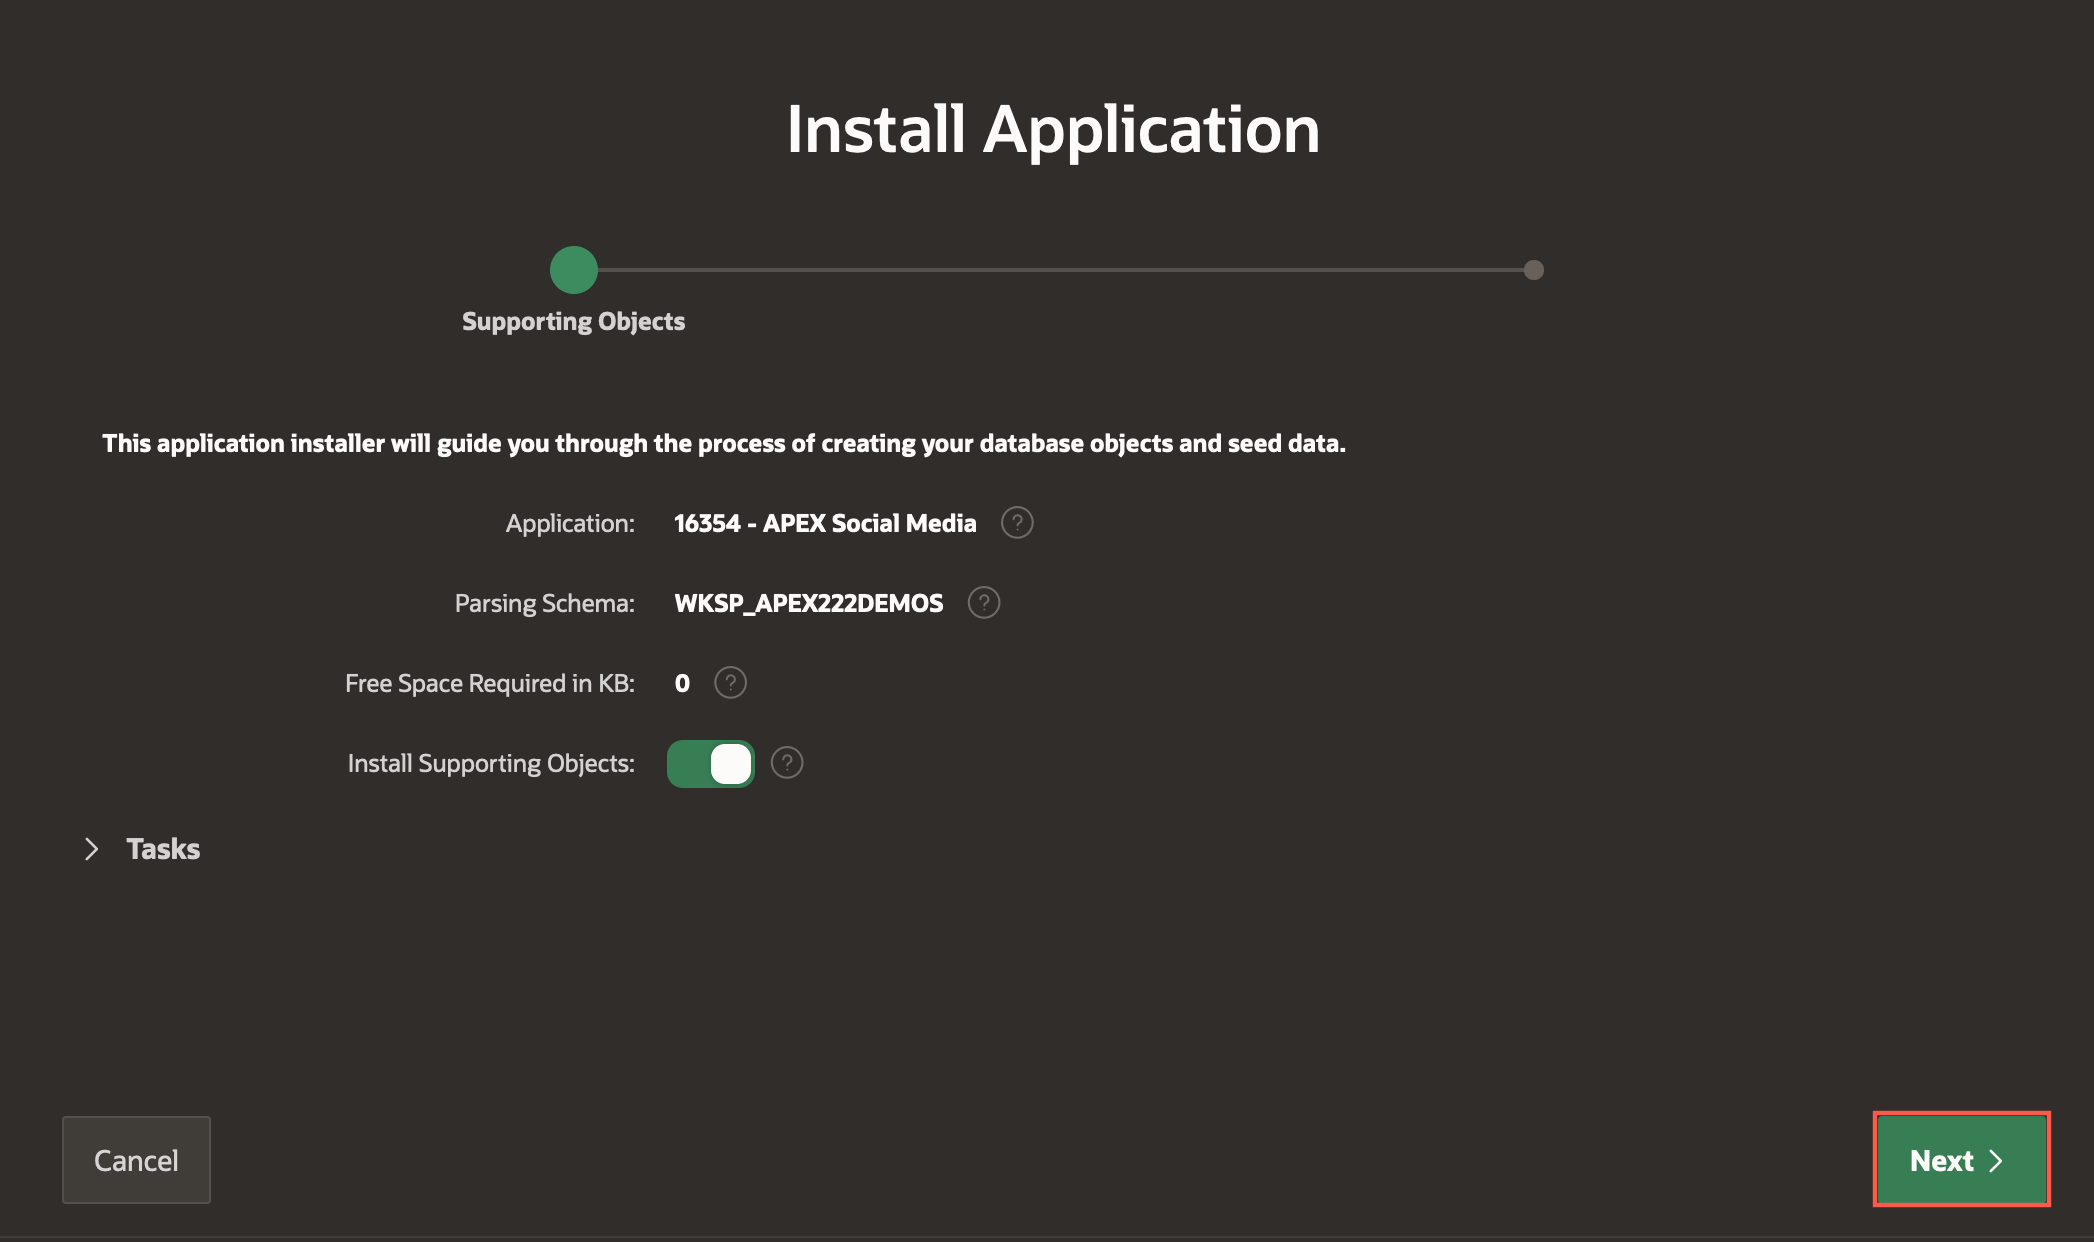 Install Application
Supporting Objects
This application installer will guide you through the process of creating your database objects and seed data.
Application: 16354 - APEX Social Media ?
Parsing Schema: WKSP_APEX222DEMOS ?
Free Space Required in KB: 0 ?
Install Supporting Objects: ?
Tasks
Cancel
Next